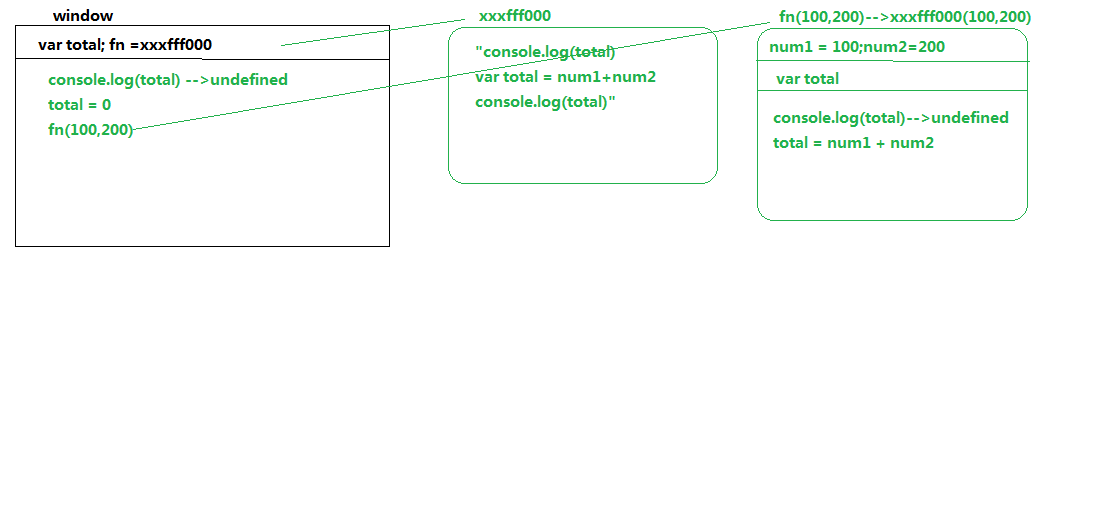 window
var total; fn =xxxfff000
console.log(total) -->undefined
total = 0
fn(100,200)
xxxfff000
"console.log(total)
var total = num1+num2
console.log(total)"
fn(100,200)-->xxxfff000(100,200)
num1 = 100;num2=200
var total
console.log(total)-->undefined
total = num1 + num2